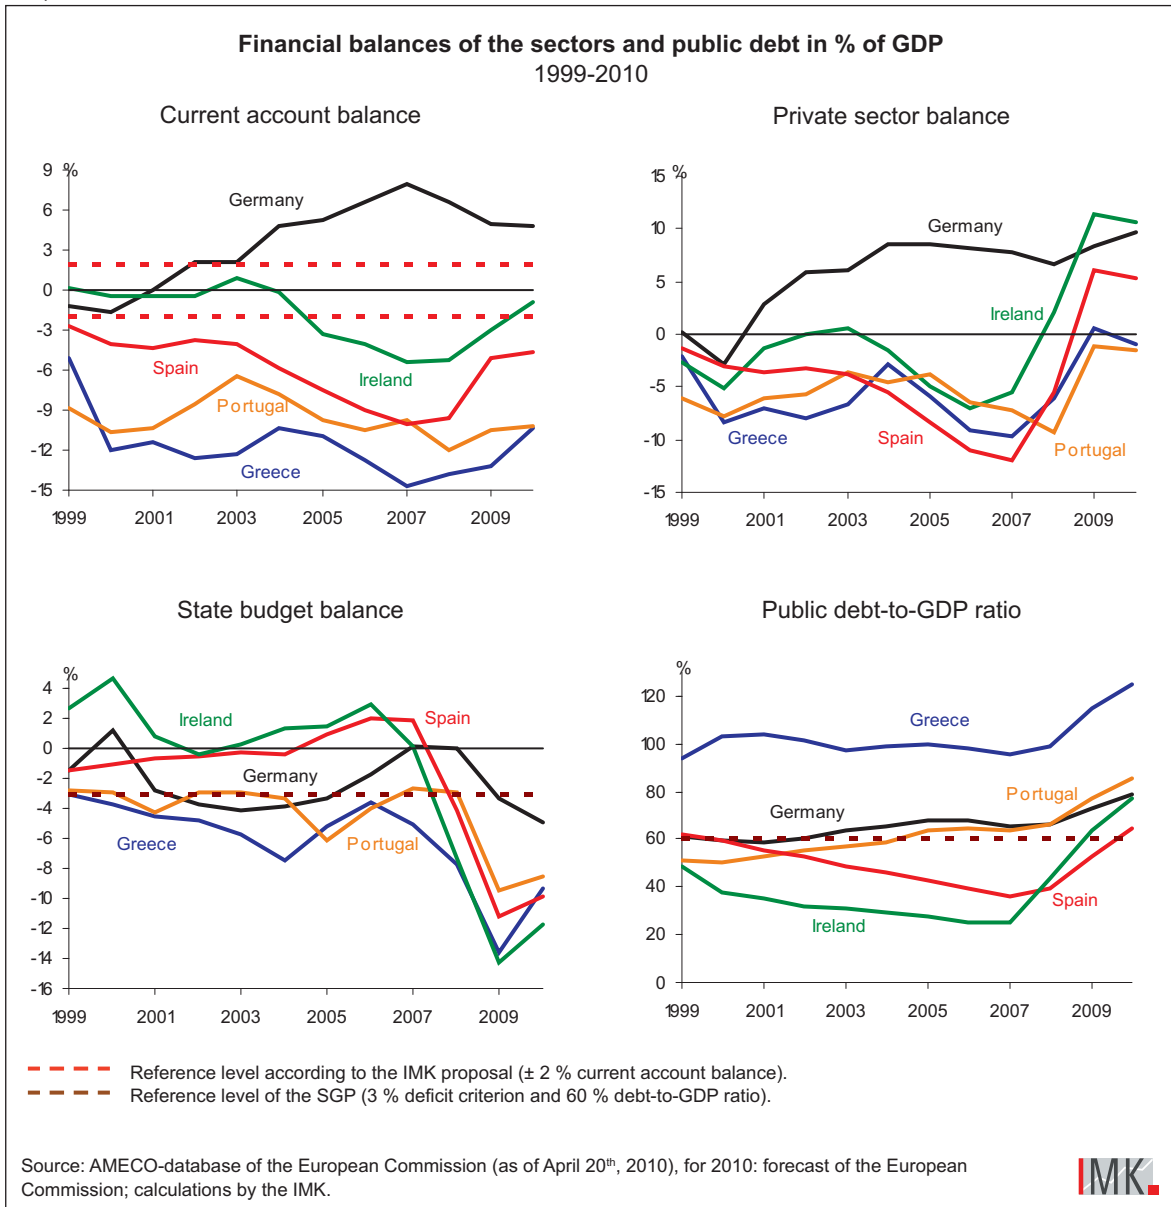 Financial balances of the sectors and public debt in % of GDP
1999-2010
Current account balance
9 %
6
3
0
-3
-6
-9
-12
-15
1999 2001 2003 2005 2007 2009
Germany
Ireland
Spain
Portugal
Greece
Private sector balance
15 %
10
5
0
-5
-10
-15
1999 2001 2003 2005 2007 2009
Germany
Ireland
Greece
Spain
Portugal
State budget balance
%
4
2
0
-2
-4
-6
-8
-10
-12
-14
-16
1999 2001 2003 2005 2007 2009
Ireland
Spain
Germany
Greece
Portugal
Public debt-to-GDP ratio
%
120
100
80
60
40
20
0
1999 2001 2003 2005 2007 2009
Greece
Portugal
Germany
Spain
Ireland
Reference level according to the IMK proposal (± 2 % current account balance).
Reference level of the SGP (3 % deficit criterion and 60 % debt-to-GDP ratio).
Source: AMECO-database of the European Commission (as of April 20th, 2010), for 2010: forecast of the European
Commission; calculations by the IMK.
IMK